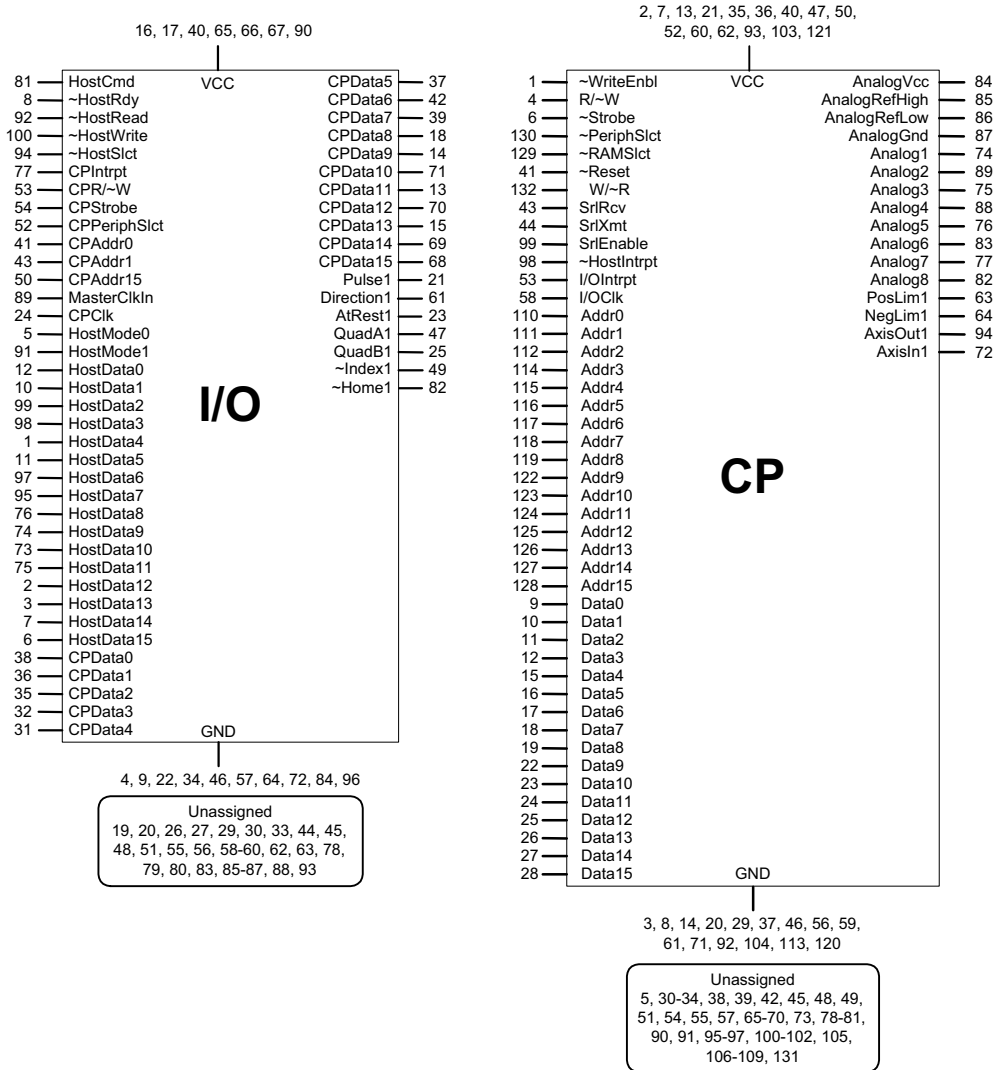 16, 17, 40, 65, 66, 67, 90
VCC
81 HostCmd
8 ~HostRdy
92 ~HostRead
100 ~HostWrite
94 ~HostSlct
77 CPIntrpt
53 CPR/~W
54 CPStrobe
52 CPPeriphSlct
41 CPAddr0
43 CPAddr1
50 CPAddr15
89 MasterClkIn
24 CPClk
5 HostMode0
91 HostMode1
12 HostData0
10 HostData1
99 HostData2
98 HostData3
1 HostData4
11 HostData5
97 HostData6
95 HostData7
76 HostData8
74 HostData9
73 HostData10
75 HostData11
2 HostData12
3 HostData13
7 HostData14
6 HostData15
38 CPData0
36 CPData1
35 CPData2
32 CPData3
31 CPData4
I/O
CPData5 37
CPData6 42
CPData7 39
CPData8 18
CPData9 14
CPData10 71
CPData11 13
CPData12 70
CPData13 15
CPData14 69
CPData15 68
Pulse1 21
Direction1 61
AtRest1 23
QuadA1 47
QuadB1 25
~Index1 49
~Home1 82
GND
4, 9, 22, 34, 46, 57, 64, 72, 84, 96
Unassigned
19, 20, 26, 27, 29, 30, 33, 44, 45,
48, 51, 55, 56, 58-60, 62, 63, 78,
79, 80, 83, 85-87, 88, 93
2, 7, 13, 21, 35, 36, 40, 47, 50,
52, 60, 62, 93, 103, 121
VCC
1 ~WriteEnbl
4 R/~W
6 ~Strobe
130 ~PeriphSlct
129 ~RAMSlct
41 ~Reset
132 W/~R
43 SrlRcv
44 SrlXmt
99 SrlEnable
98 ~HostIntrpt
53 I/OIntrpt
58 I/OClk
110 Addr0
111 Addr1
112 Addr2
114 Addr3
115 Addr4
116 Addr5
117 Addr6
118 Addr7
119 Addr8
122 Addr9
123 Addr10
124 Addr11
125 Addr12
126 Addr13
127 Addr14
128 Addr15
9 Data0
10 Data1
11 Data2
12 Data3
15 Data4
16 Data5
17 Data6
18 Data7
19 Data8
22 Data9
23 Data10
24 Data11
25 Data12
26 Data13
27 Data14
28 Data15
CP
AnalogVcc 84
AnalogRefHigh 85
AnalogRefLow 86
AnalogGnd 87
Analog1 74
Analog2 89
Analog3 75
Analog4 88
Analog5 76
Analog6 83
Analog7 77
Analog8 82
PosLim1 63
NegLim1 64
AxisOut1 94
AxisIn1 72
GND
3, 8, 14, 20, 29, 37, 46, 56, 59,
61, 71, 92, 104, 113, 120
Unassigned
5, 30-34, 38, 39, 42, 45, 48, 49,
51, 54, 55, 57, 65-70, 73, 78-81,
90, 91, 95-97, 100-102, 105,
106-109, 131